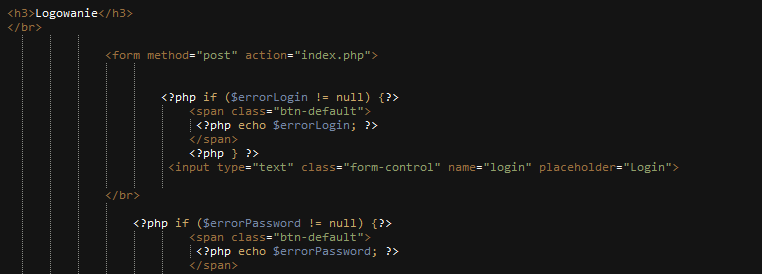 <h3>Logowanie</h3>
</br>
<form method="post" action="index.php">
<?php if ($errorLogin != null) {?>
<span class="btn-default">
<?php echo $errorLogin; ?>
</span>
<?php } ?>
<input type="text" class="form-control" name="login" placeholder="Login">
</br>
<?php if ($errorPassword != null) {?>
<span class="btn-default">
<?php echo $errorPassword; ?>
</span>